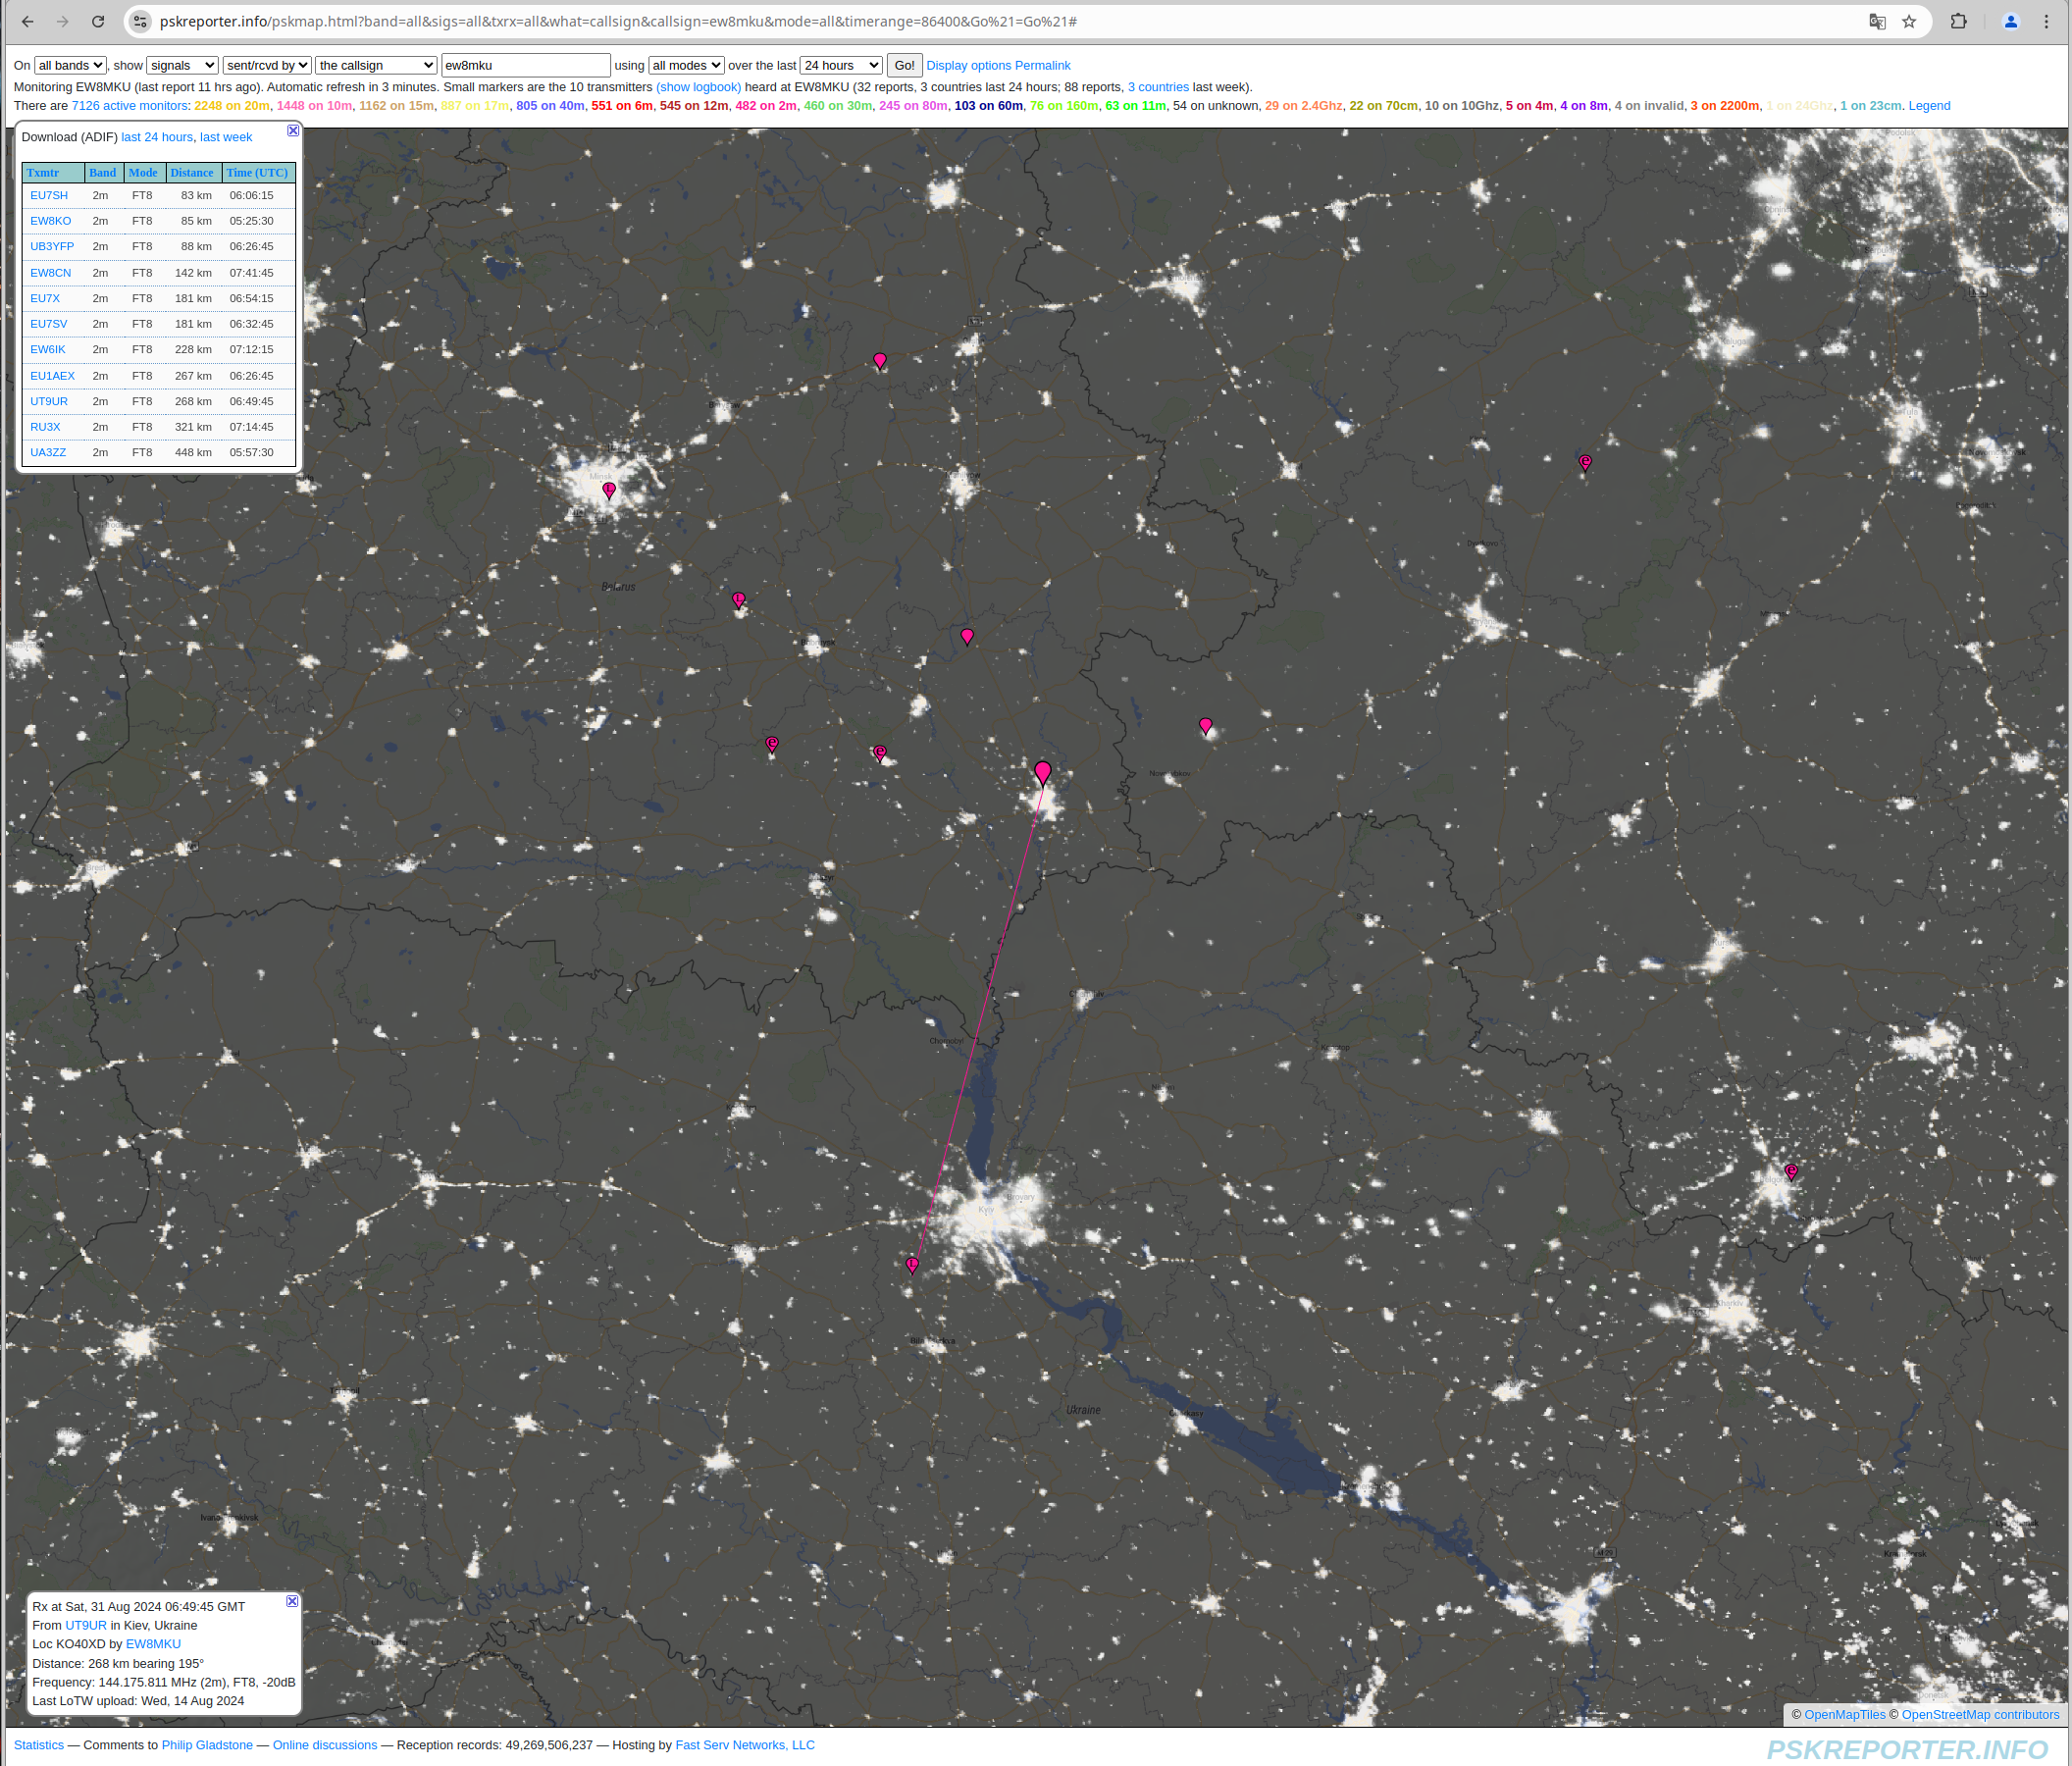 pskreporter.info/pskmap.html?band=all&sigs=all&txrx=all&what=callsign&callsign=ew8mku&mode=all&timerange=86400&Go%21=Go%21#
On all bands, show signals sent/rcvd by the callsign ew8mku using all modes over the last 24 hours Go! Display options Permalink
Monitoring EW8MKU (last report 11 hrs ago). Automatic refresh in 3 minutes. Small markers are the 10 transmitters (show logbook) heard at EW8MKU (32 reports, 3 countries last 24 hours; 88 reports, 3 countries last week).
There are 7126 active monitors: 2248 on 20m, 1448 on 10m, 1162 on 15m, 887 on 17m, 805 on 40m, 551 on 6m, 545 on 12m, 482 on 2m, 460 on 30m, 245 on 80m, 103 on 60m, 76 on 160m, 63 on 11m, 54 on unknown, 29 on 2.4Ghz, 22 on 70cm, 10 on 10Ghz, 5 on 4m, 4 on 8m, 4 on invalid, 3 on 2200m, 1 on 24Ghz, 1 on 23cm. Legend
Download (ADIF) last 24 hours, last week
Txmtr Band Mode Distance Time (UTC)
EU7SH 2m FT8 83 km 06:06:15
EW8KO 2m FT8 85 km 05:25:30
UB3YFP 2m FT8 88 km 06:26:45
EW8CN 2m FT8 142 km 07:41:45
EU7X 2m FT8 181 km 06:54:15
EU7SV 2m FT8 181 km 06:32:45
EW6IK 2m FT8 228 km 07:12:15
EU1AEX 2m FT8 267 km 06:26:45
UT9UR 2m FT8 268 km 06:49:45
RU3X 2m FT8 321 km 07:14:45
UA3ZZ 2m FT8 448 km 05:57:30
Minsk
Belarus
Chornobyl
Brovary
Kyiv
Ukraine
Rx at Sat, 31 Aug 2024 06:49:45 GMT
From UT9UR in Kiev, Ukraine
Loc KO40XD by EW8MKU
Distance: 268 km bearing 195°
Frequency: 144.175.811 MHz (2m), FT8, -20dB
Last LoTW upload: Wed, 14 Aug 2024
© OpenMapTiles © OpenStreetMap contributors
Statistics — Comments to Philip Gladstone — Online discussions — Reception records: 49,269,506,237 — Hosting by Fast Serv Networks, LLC
PSKREPORTER.INFO